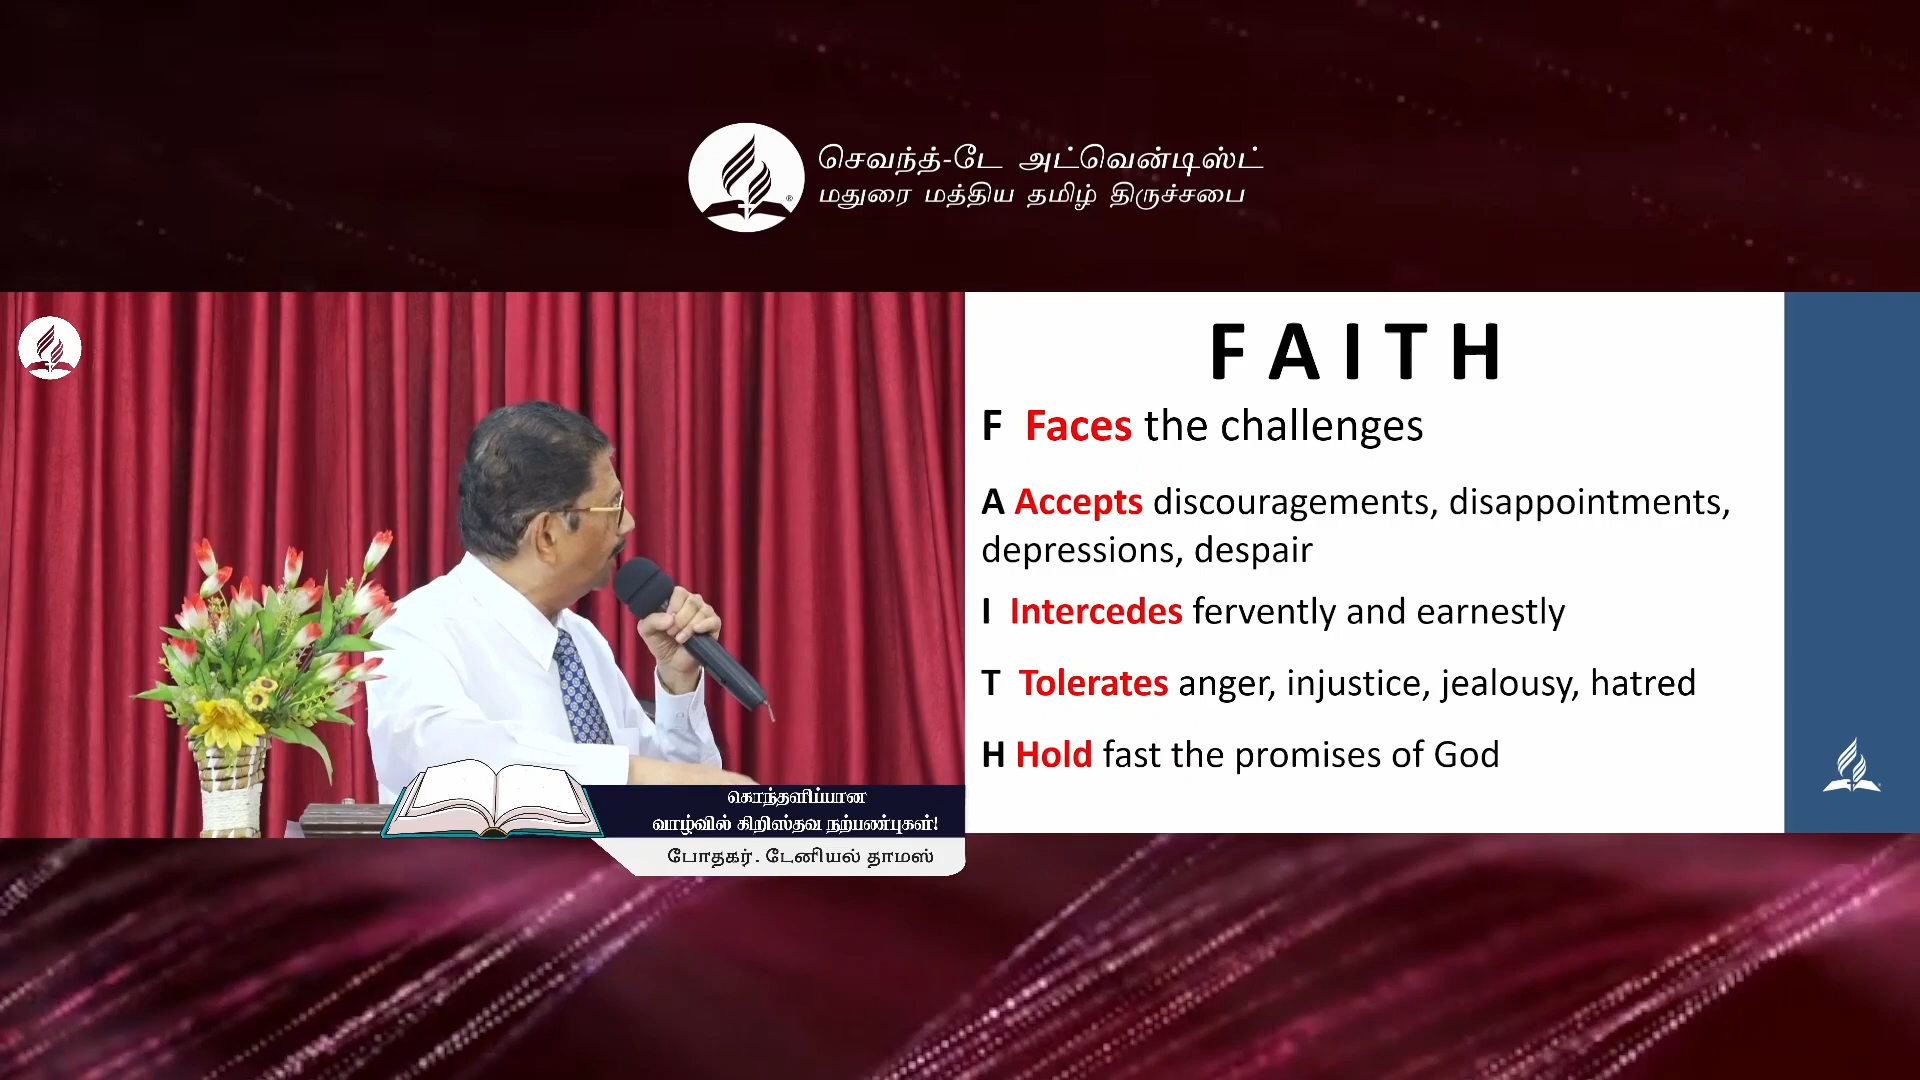 செவந்த்-டே அட்வென்டிஸ்ட்
மதுரை மத்திய தமிழ் திருச்சபை
F A I T H
F Faces the challenges
A Accepts discouragements, disappointments,
depressions, despair
I Intercedes fervently and earnestly
T Tolerates anger, injustice, jealousy, hatred
H Hold fast the promises of God
கொந்தளிப்பான
வாழ்வில் கிறிஸ்தவ நற்பண்புகள்!
போதகர். டேனியல் தாமஸ்